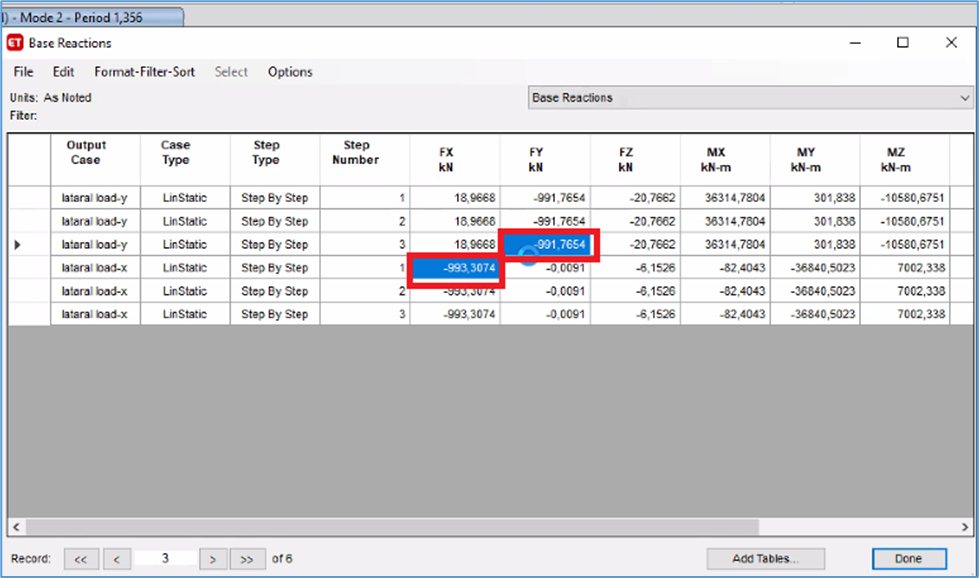 l) - Mode 2 - Period 1,356
ET Base Reactions
File Edit Format-Filter-Sort Select Options
Units: As Noted Base Reactions
Filter:
Output Case Case Type Step Type Step Number FX kN FY kN FZ kN MX kN-m MY kN-m MZ kN-m
lataral load-y LinStatic Step By Step 1 18,9668 -991,7654 -20,7662 36314,7804 301,838 -10580,6751
lataral load-y LinStatic Step By Step 2 18,9668 -991,7654 -20,7662 36314,7804 301,838 -10580,6751
lataral load-y LinStatic Step By Step 3 18,9668 -991,7654 -20,7662 36314,7804 301,838 -10580,6751
lataral load-x LinStatic Step By Step 1 -993,3074 -0,0091 -6,1526 -82,4043 -36840,5023 7002,338
lataral load-x LinStatic Step By Step 2 -993,3074 -0,0091 -6,1526 -82,4043 -36840,5023 7002,338
lataral load-x LinStatic Step By Step 3 -993,3074 -0,0091 -6,1526 -82,4043 -36840,5023 7002,338
Record: << < 3 > >> of 6 Add Tables... Done